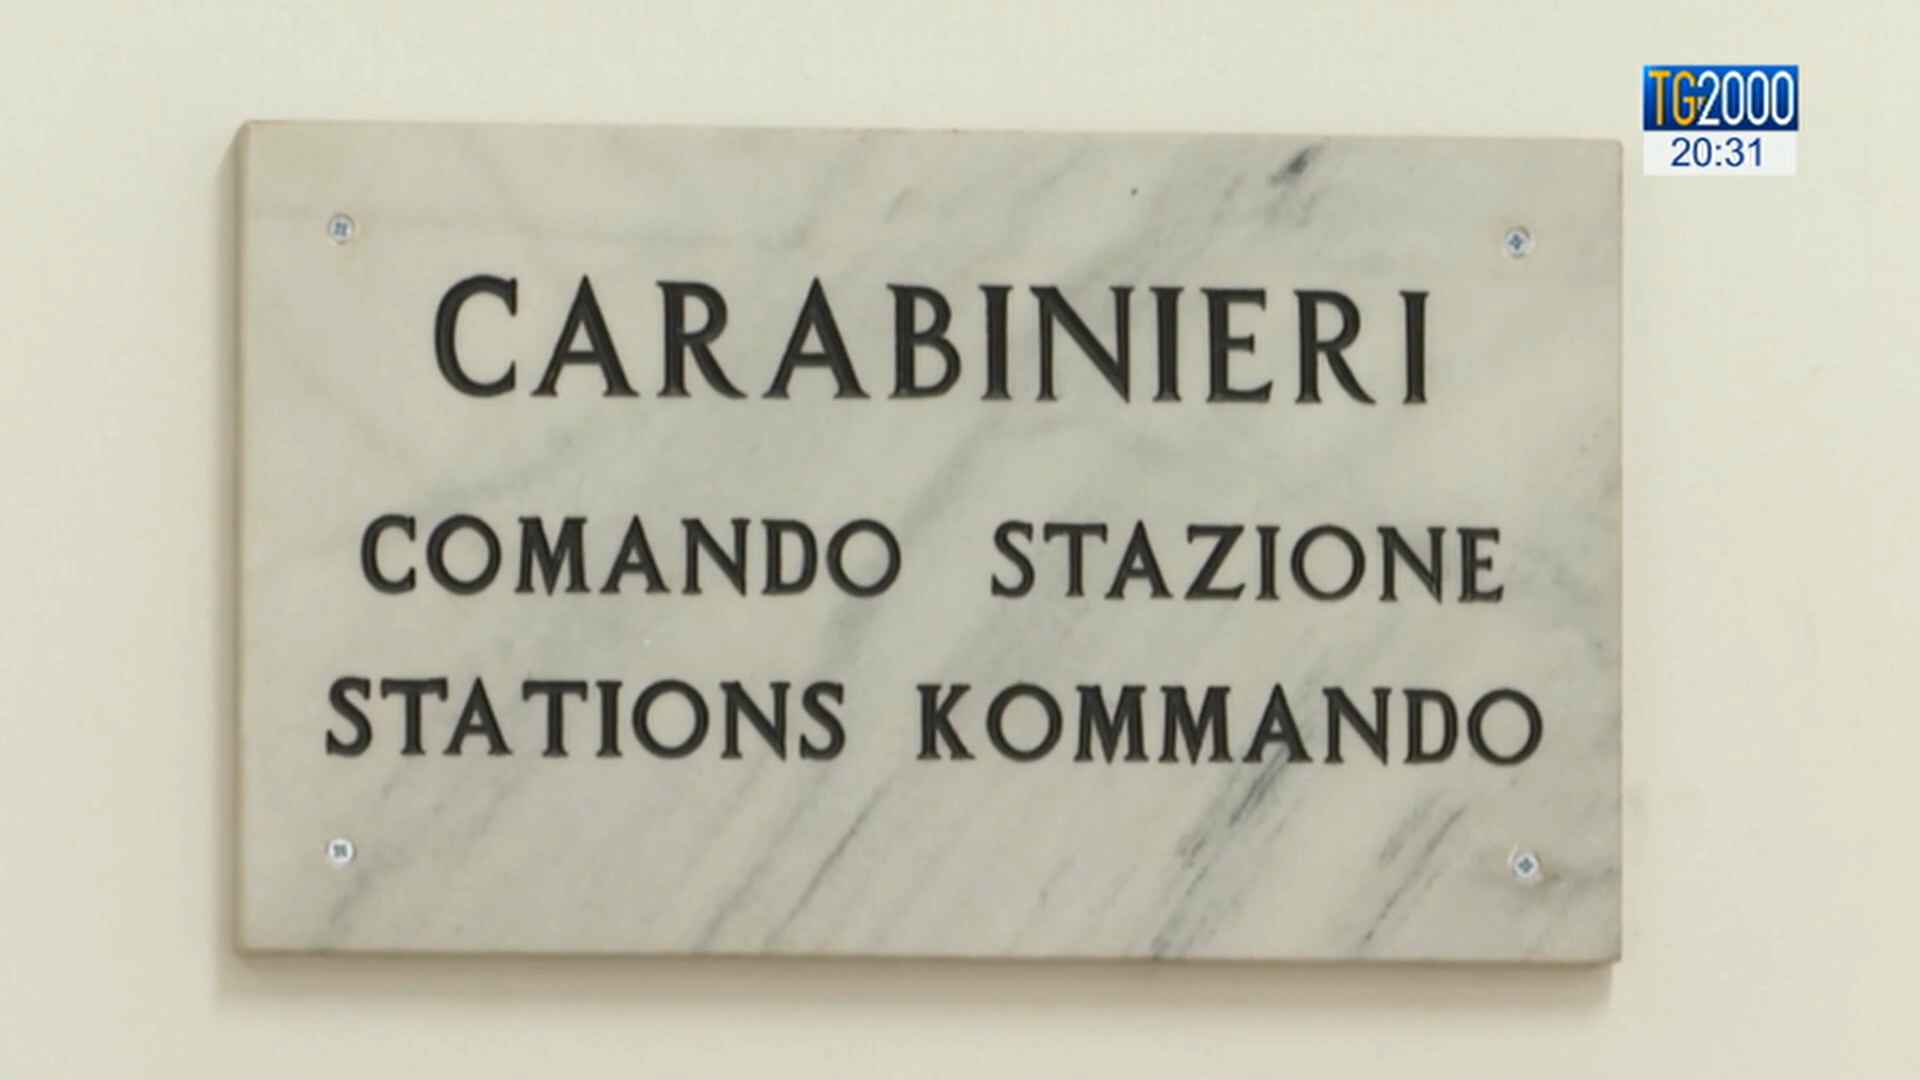 TG2000
20:31
CARABINIERI
COMANDO STAZIONE
STATIONS KOMMANDO